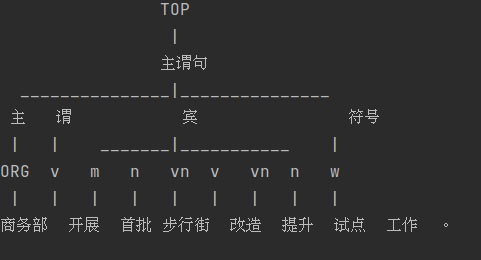 TOP
|
主谓句
_______________|_______________
主 谓 宾 符号
| | _______|___________ |
ORG v m n vn v vn n w
| | | | | | | | |
商务部 开展 首批 步行街 改造 提升 试点 工作 。